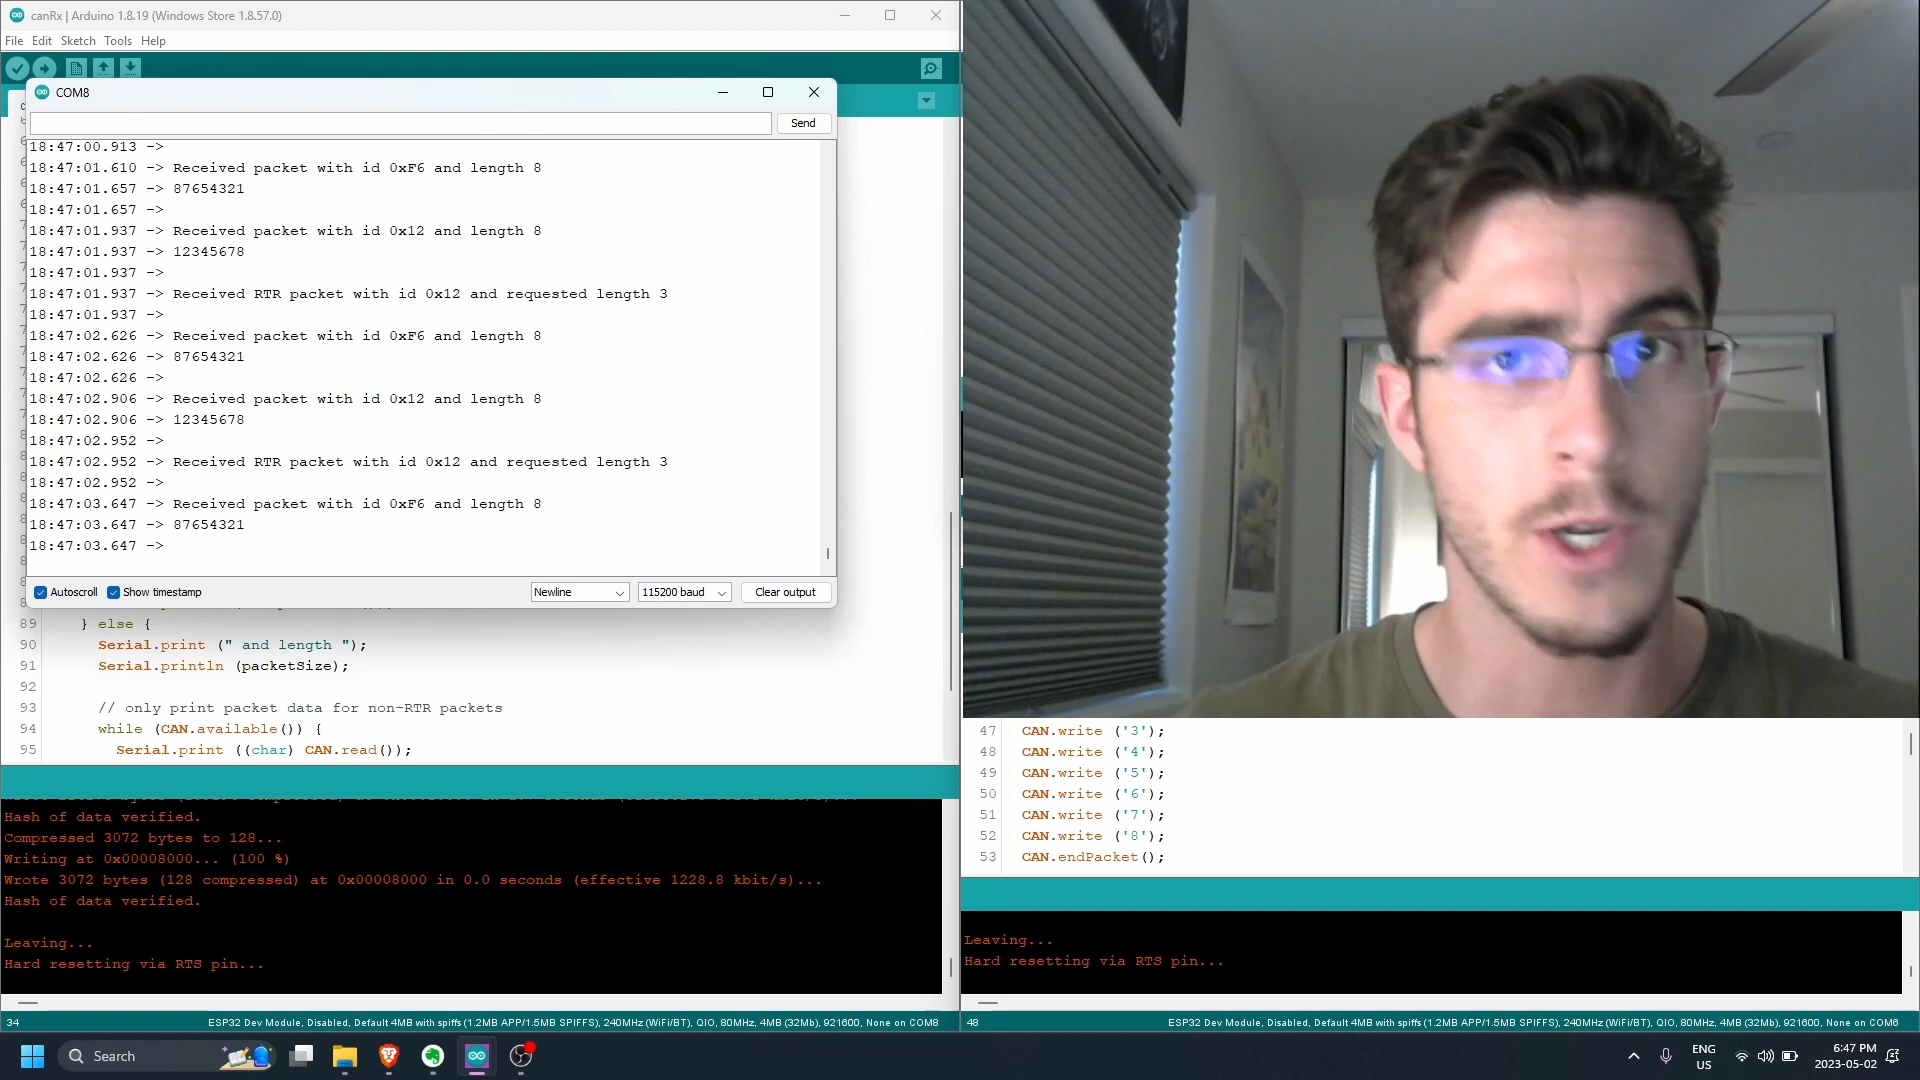 canRx | Arduino 1.8.19 (Windows Store 1.8.57.0)
File Edit Sketch Tools Help
COM8
Send
18:47:00.913 ->
18:47:01.610 -> Received packet with id 0xF6 and length 8
18:47:01.657 -> 87654321
18:47:01.657 ->
18:47:01.937 -> Received packet with id 0x12 and length 8
18:47:01.937 -> 12345678
18:47:01.937 ->
18:47:01.937 -> Received RTR packet with id 0x12 and requested length 3
18:47:01.937 ->
18:47:02.626 -> Received packet with id 0xF6 and length 8
18:47:02.626 -> 87654321
18:47:02.626 ->
18:47:02.906 -> Received packet with id 0x12 and length 8
18:47:02.906 -> 12345678
18:47:02.952 ->
18:47:02.952 -> Received RTR packet with id 0x12 and requested length 3
18:47:02.952 ->
18:47:03.647 -> Received packet with id 0xF6 and length 8
18:47:03.647 -> 87654321
18:47:03.647 ->
Autoscroll Show timestamp Newline 115200 baud Clear output
89 } else {
90 Serial.print (" and length ");
91 Serial.println (packetSize);
92
93 // only print packet data for non-RTR packets
94 while (CAN.available()) {
95 Serial.print ((char) CAN.read());
Hash of data verified.
Compressed 3072 bytes to 128...
Writing at 0x00008000... (100 %)
Wrote 3072 bytes (128 compressed) at 0x00008000 in 0.0 seconds (effective 1228.8 kbit/s)...
Hash of data verified.
Leaving...
Hard resetting via RTS pin...
34 ESP32 Dev Module, Disabled, Default 4MB with spiffs (1.2MB APP/1.5MB SPIFFS), 240MHz (WiFi/BT), QIO, 80MHz, 4MB (32Mb), 921600, None on COM8
47 CAN.write ('3');
48 CAN.write ('4');
49 CAN.write ('5');
50 CAN.write ('6');
51 CAN.write ('7');
52 CAN.write ('8');
53 CAN.endPacket();
Leaving...
Hard resetting via RTS pin...
48 ESP32 Dev Module, Disabled, Default 4MB with spiffs (1.2MB APP/1.5MB SPIFFS), 240MHz (WiFi/BT), QIO, 80MHz, 4MB (32Mb), 921600, None on COM6
Search
ENG
US
6:47 PM
2023-05-02